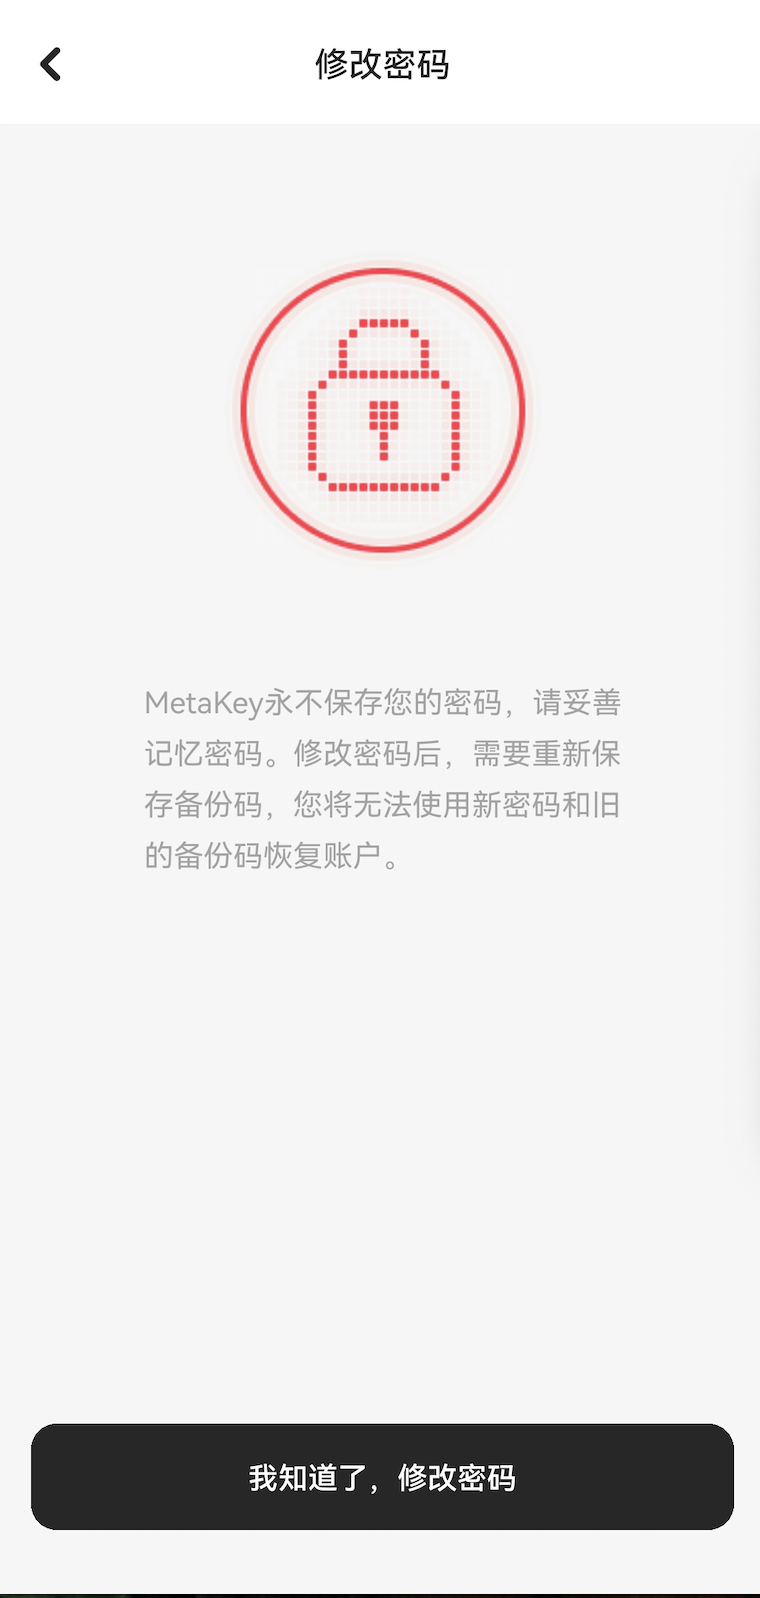 修改密码
MetaKey永不保存您的密码，请妥善
记忆密码。修改密码后，需要重新保
存备份码，您将无法使用新密码和旧
的备份码恢复账户。
我知道了，修改密码